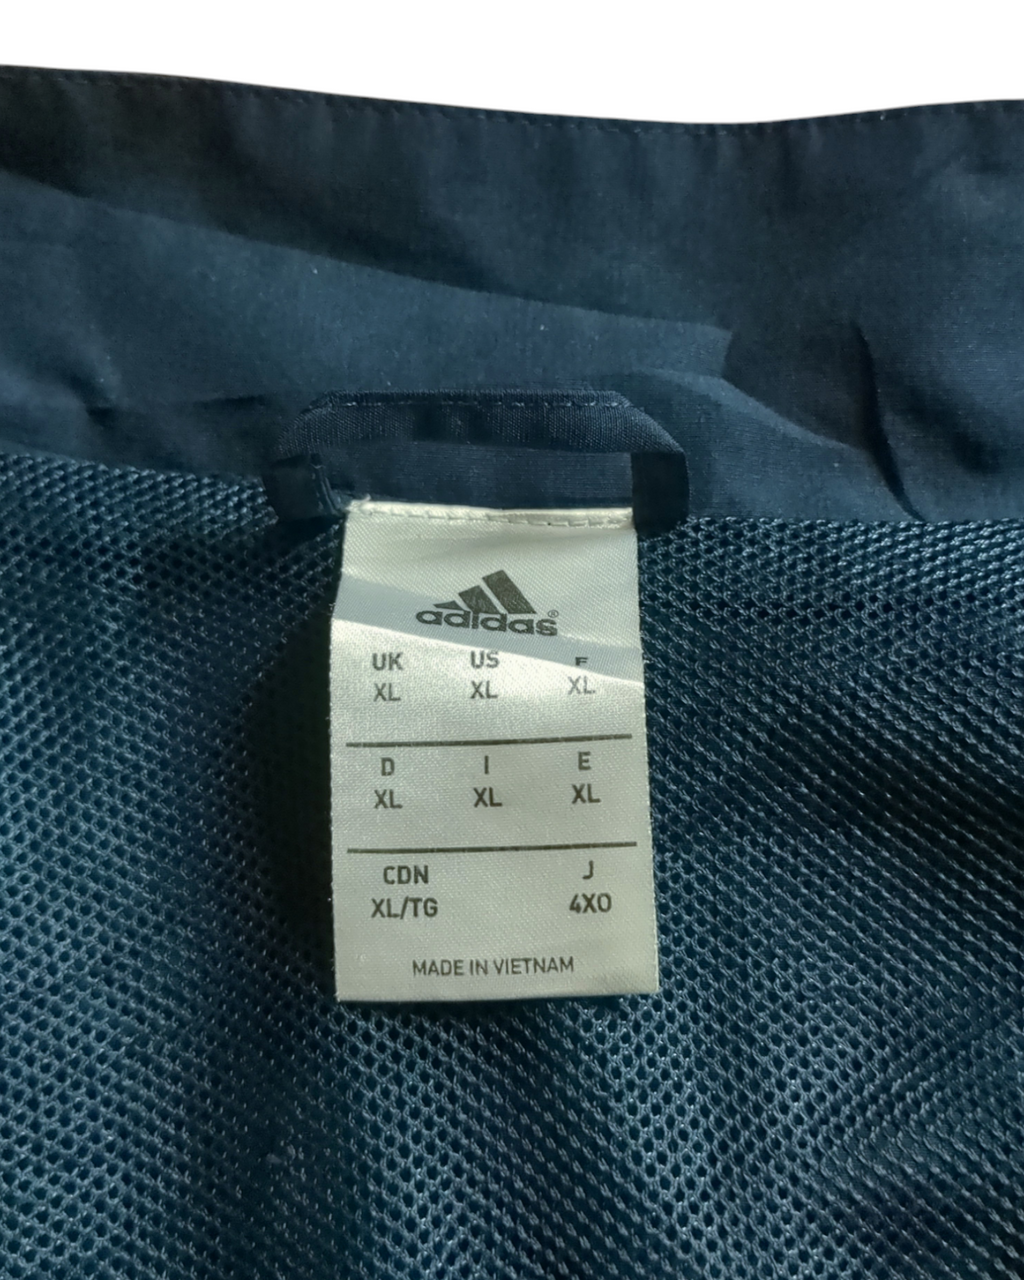 adidas®
UK US F
XL XL XL
D I E
XL XL XL
CDN J
XL/TG 4XO
MADE IN VIETNAM